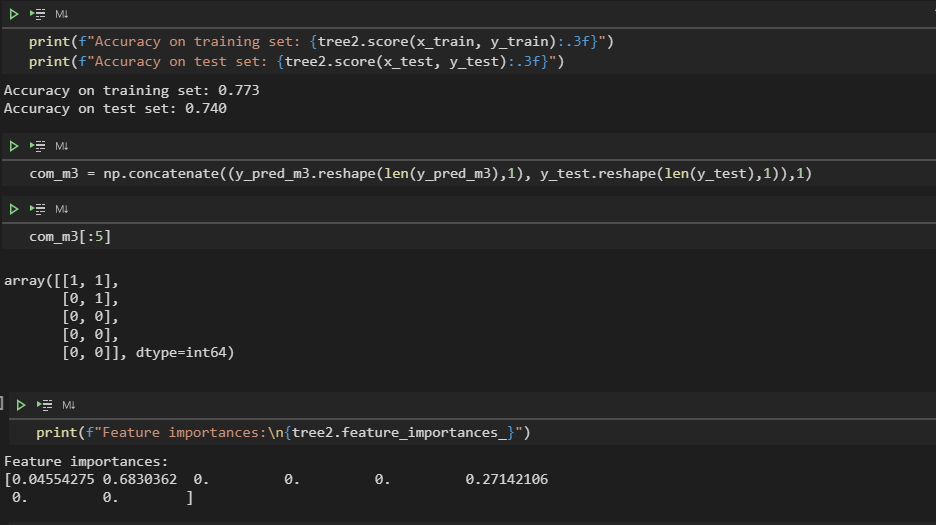 M↓
print(f"Accuracy on training set: {tree2.score(x_train, y_train):.3f}")
print(f"Accuracy on test set: {tree2.score(x_test, y_test):.3f}")
Accuracy on training set: 0.773
Accuracy on test set: 0.740
M↓
com_m3 = np.concatenate((y_pred_m3.reshape(len(y_pred_m3),1), y_test.reshape(len(y_test),1)),1)
M↓
com_m3[:5]
array([[1, 1],
       [0, 1],
       [0, 0],
       [0, 0],
       [0, 0]], dtype=int64)
]
M↓
print(f"Feature importances:\n{tree2.feature_importances_}")
Feature importances:
[0.04554275 0.6830362  0.         0.         0.         0.27142106
 0.         0.        ]